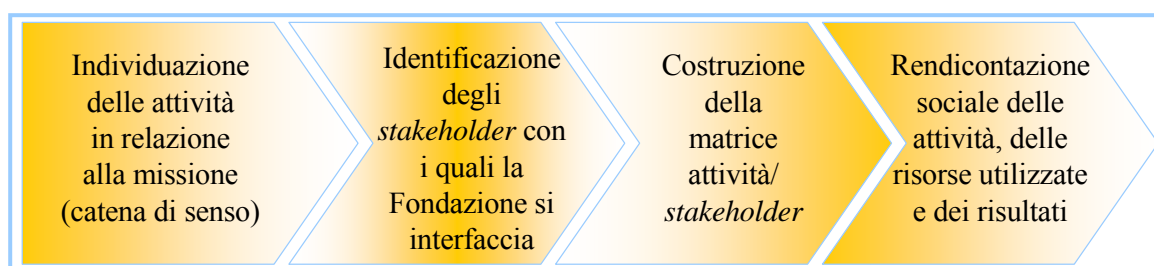 Individuazione
delle attività
in relazione
alla missione
(catena di senso)
Identificazione
degli
stakeholder con
i quali la
Fondazione si
interfaccia
Costruzione
della
matrice
attività/
stakeholder
Rendicontazione
sociale delle
attività, delle
risorse utilizzate
e dei risultati